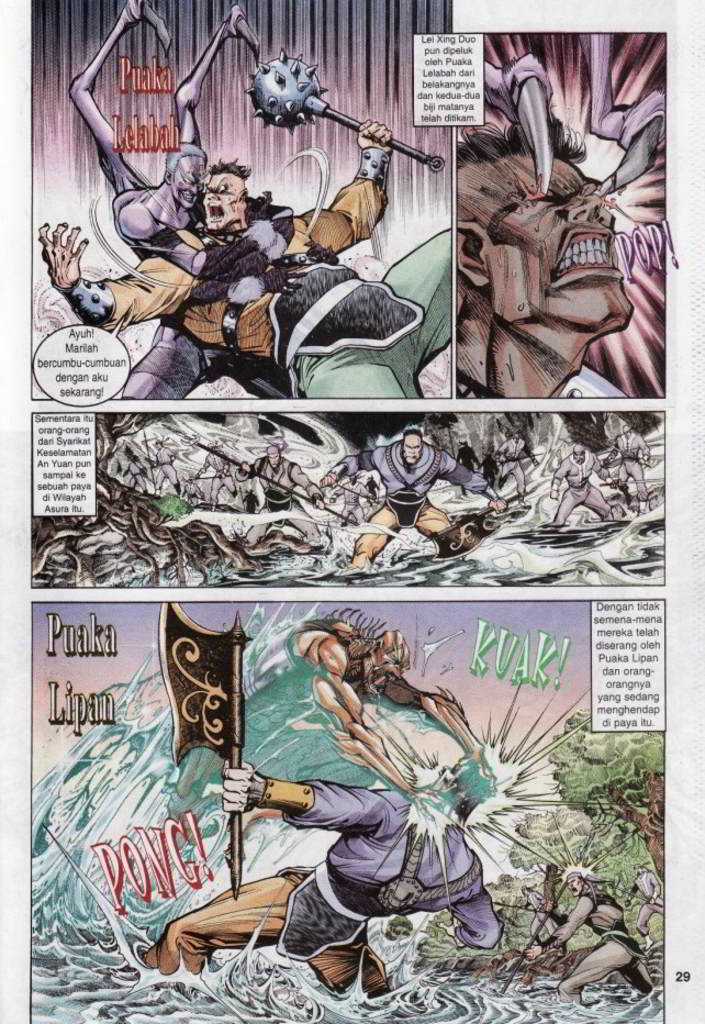 Puaka
Lelabah
Ayuh!
Marilah
bercumbu-cumbuan
dengan aku
sekarang!
Lei Xing Duo
pun dipeluk
oleh Puaka
Lelabah dari
belakangnya
dan kedua-dua
biji matanya
telah ditikam.
POP!
Sementara itu
orang-orang
dari Syarikat
Keselamatan
An Yuan pun
sampai ke
sebuah paya
di Wilayah
Asura itu.
Puaka
Lipan
KUAK!
Dengan tidak
semena-mena
mereka telah
diserang oleh
Puaka Lipan
dan orang-
orangnya
yang sedang
menghendap
di paya itu.
PONG!
29